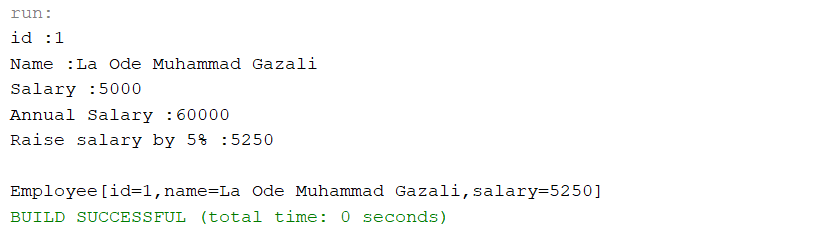 run:
id :1
Name :La Ode Muhammad Gazali
Salary :5000
Annual Salary :60000
Raise salary by 5% :5250
Employee[id=1,name=La Ode Muhammad Gazali,salary=5250]
BUILD SUCCESSFUL (total time: 0 seconds)